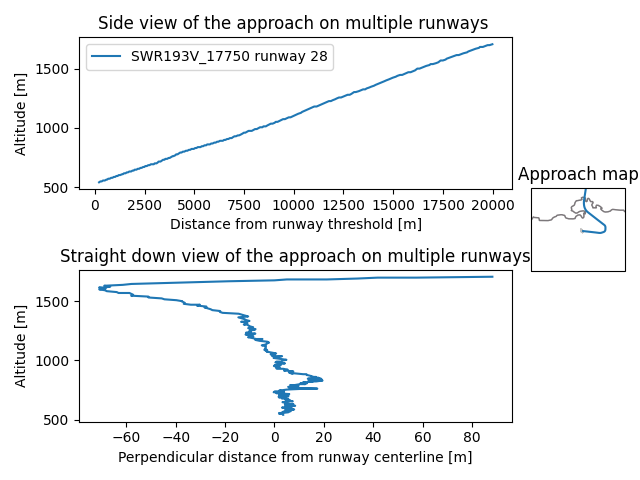 Side view of the approach on multiple runways
SWR193V_17750 runway 28
Altitude [m]
1500
1000
500
0 2500 5000 7500 10000 12500 15000 17500 20000
Distance from runway threshold [m]
Approach map
Straight down view of the approach on multiple runways
Altitude [m]
1500
1000
500
−60 −40 −20 0 20 40 60 80
Perpendicular distance from runway centerline [m]